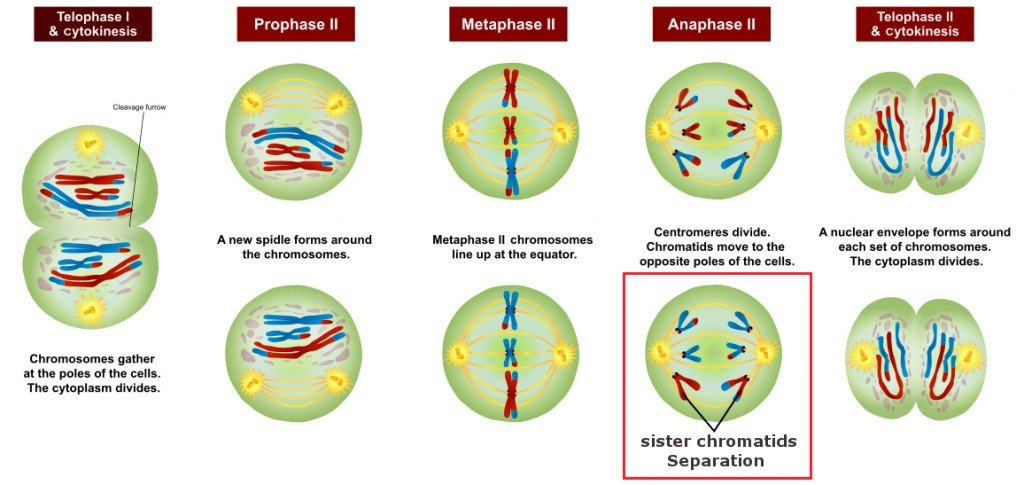 Telophase I
& cytokinesis
Prophase II
Metaphase II
Anaphase II
Telophase II
& cytokinesis
Cleavage furrow
A new spidle forms around
the chromosomes.
Metaphase II chromosomes
line up at the equator.
Centromeres divide.
Chromatids move to the
opposite poles of the cells.
A nuclear envelope forms around
each set of chromosomes.
The cytoplasm divides.
Chromosomes gather
at the poles of the cells.
The cytoplasm divides.
sister chromatids
Separation